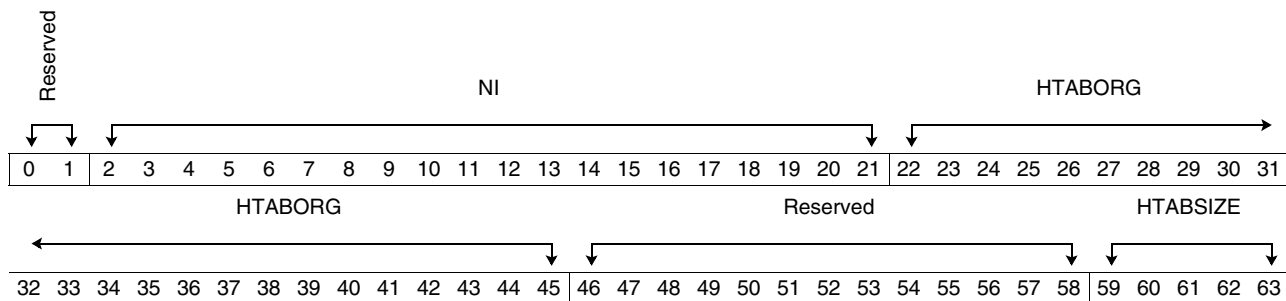 Reserved
NI HTABORG
0 1 2 3 4 5 6 7 8 9 10 11 12 13 14 15 16 17 18 19 20 21 22 23 24 25 26 27 28 29 30 31
HTABORG Reserved HTABSIZE
32 33 34 35 36 37 38 39 40 41 42 43 44 45 46 47 48 49 50 51 52 53 54 55 56 57 58 59 60 61 62 63